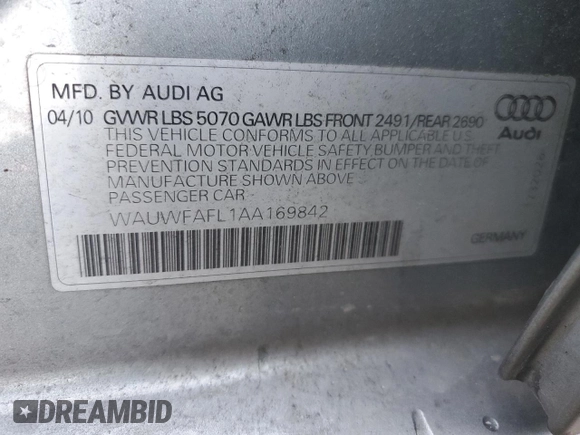 MFD. BY AUDI AG
04/10 GVWR LBS 5070 GAWR LBS FRONT 2491/REAR 2690
THIS VEHICLE CONFORMS TO ALL APPLICABLE U.S.
FEDERAL MOTOR VEHICLE SAFETY BUMPER AND THEFT
PREVENTION STANDARDS IN EFFECT ON THE DATE OF
MANUFACTURE SHOWN ABOVE
PASSENGER CAR
WAUWFAFL1AA169842
Audi
GERMANY
DREAMBID